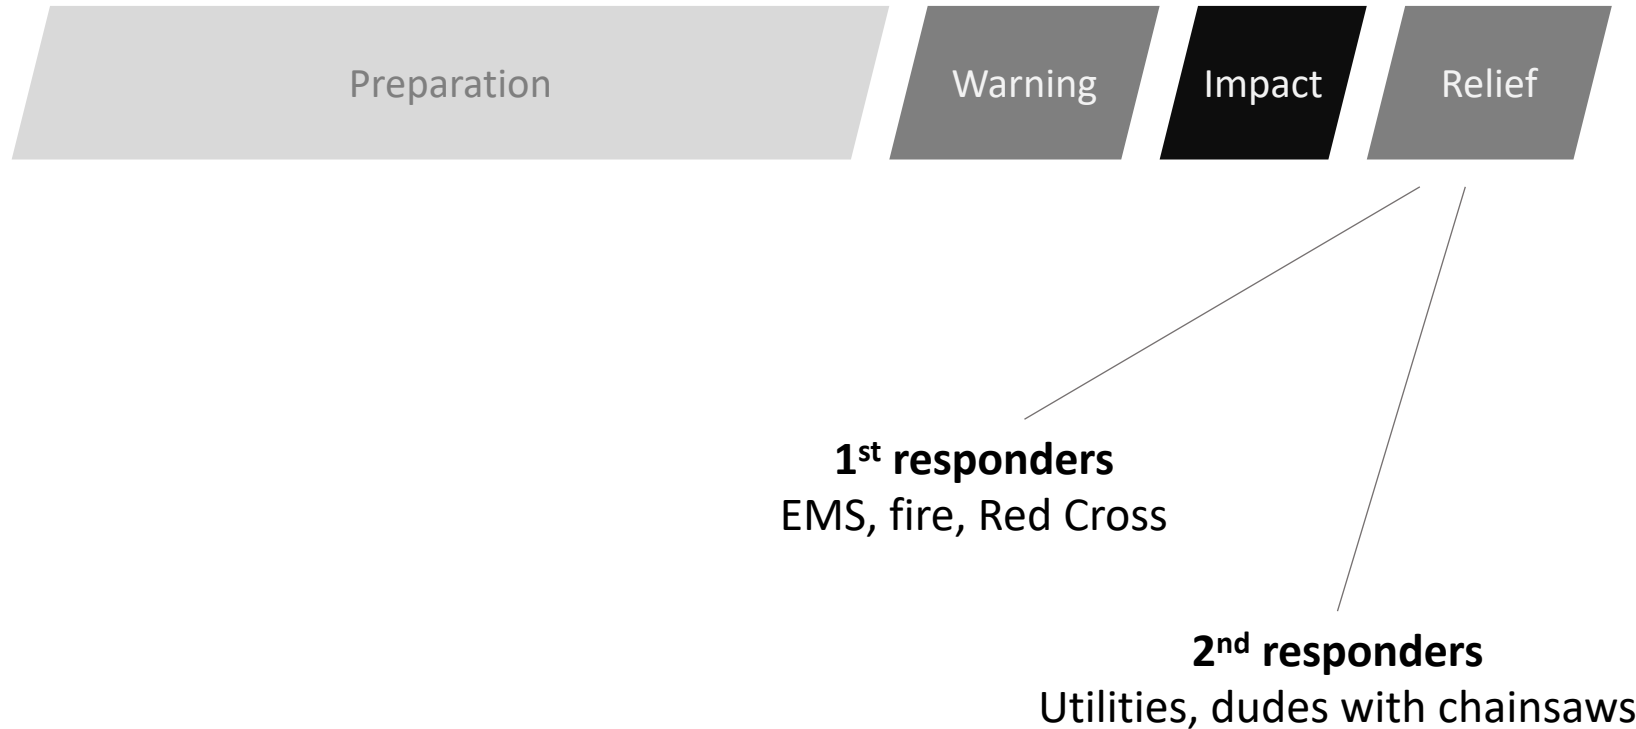 Preparation
Warning
Impact
Relief
1st responders
EMS, fire, Red Cross
2nd responders
Utilities, dudes with chainsaws